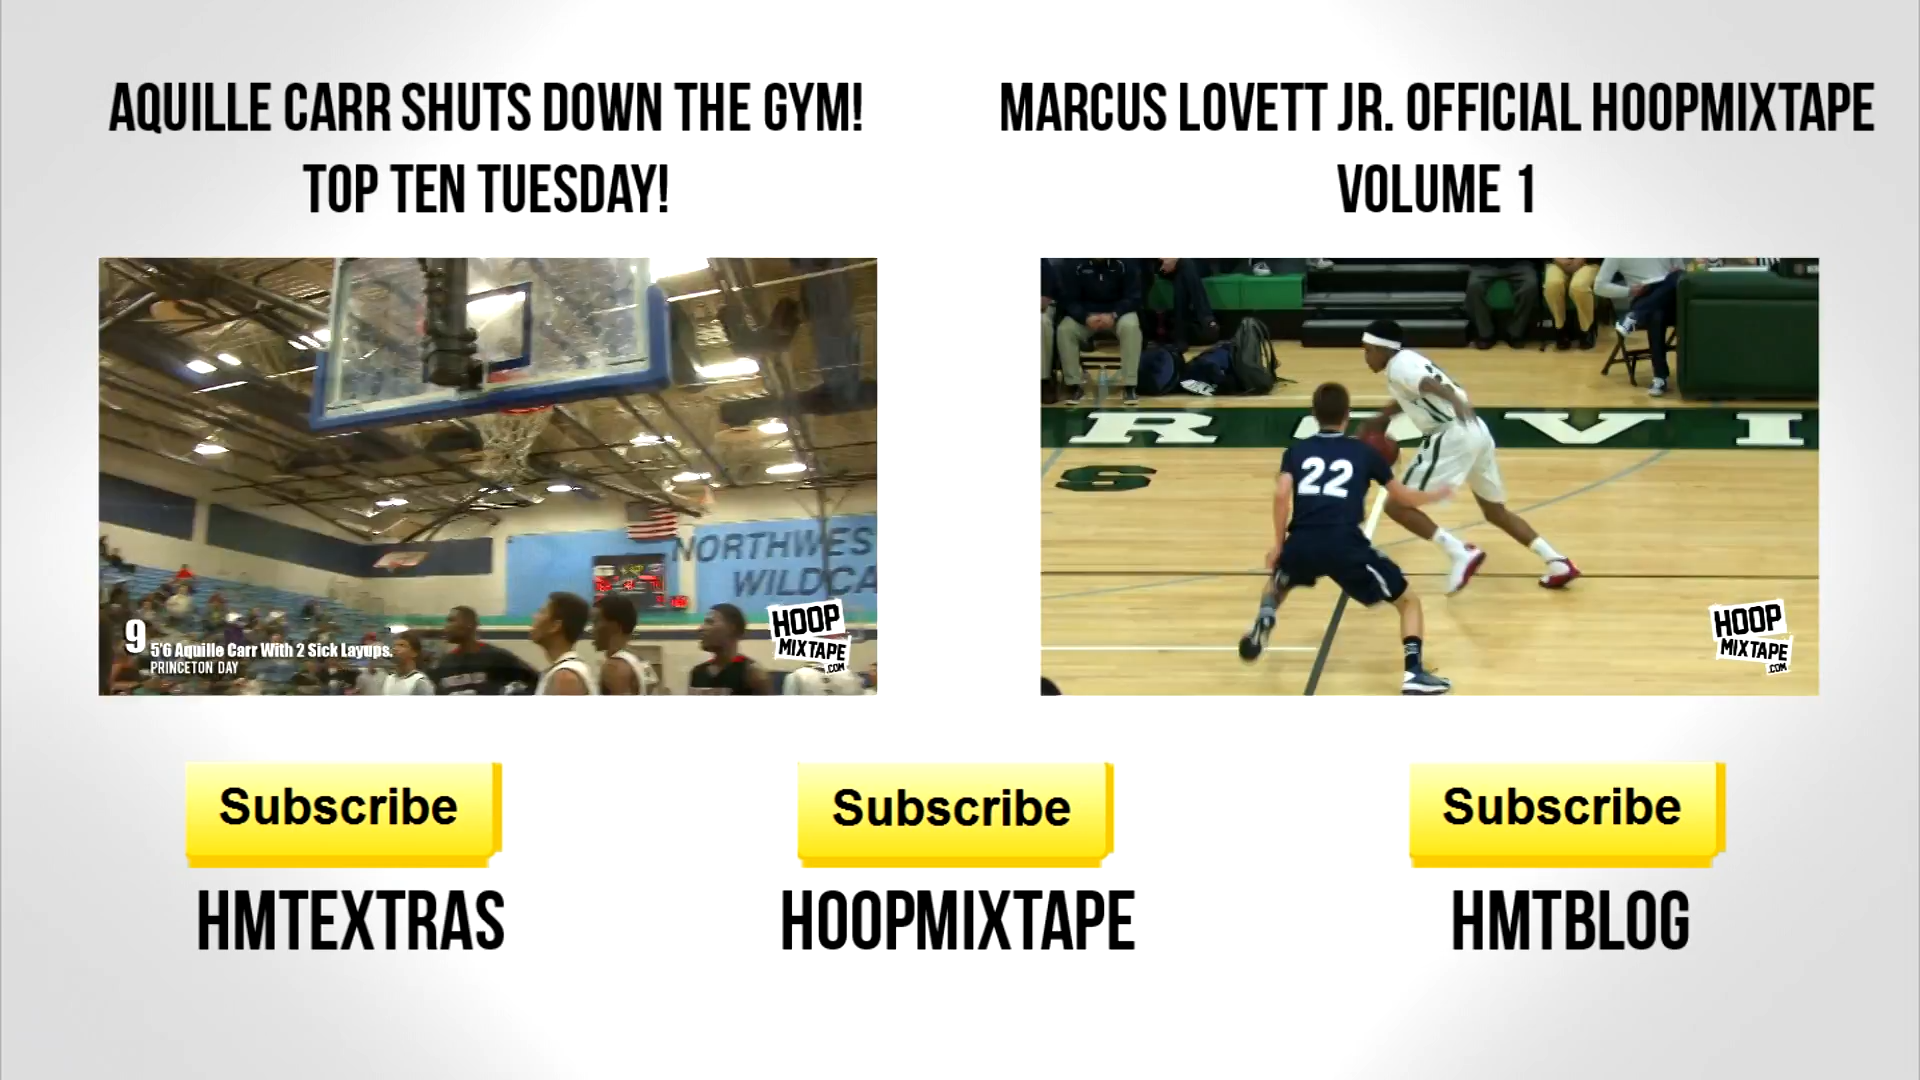 AQUILLE CARR SHUTS DOWN THE GYM!
TOP TEN TUESDAY!
MARCUS LOVETT JR. OFFICIAL HOOPMIXTAPE
VOLUME 1
NORTHWES
WILDCA
9
5'6 Aquille Carr With 2 Sick Layups.
PRINCETON DAY
HOOP
MIXTAPE
.COM
R
V I
22
HOOP
MIXTAPE
.COM
Subscribe
Subscribe
Subscribe
HMTEXTRAS
HOOPMIXTAPE
HMTBLOG